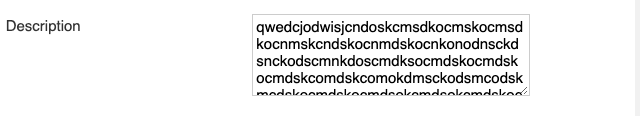 Description
qwedcjodwisjcndoskcmsdkocmskocmsd
kocnmskcndskocnmdskocnkonodnsckd
snckodscmnkdoscmdksocmdskocmdsk
ocmdskcomdskcomokdmsckodsmcodsk